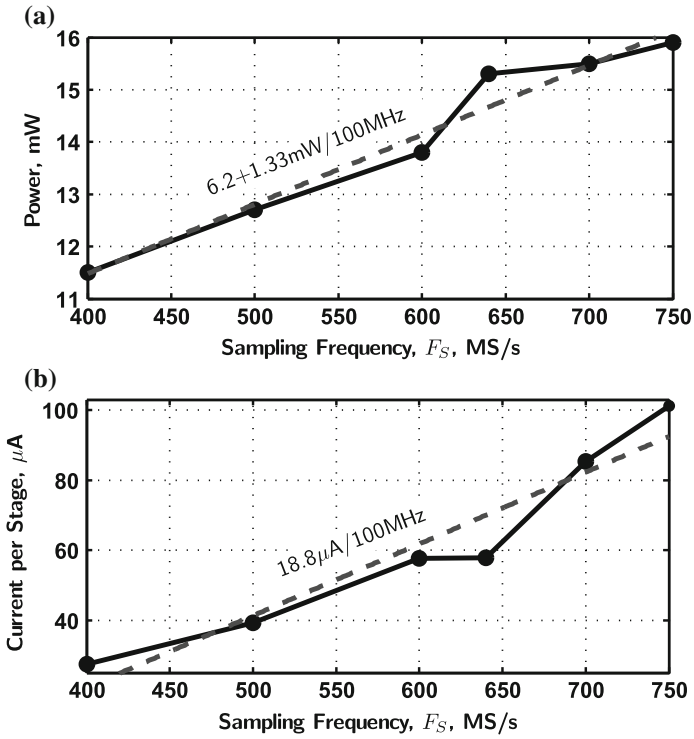 (a)
16
15
14
13
12
11
Power, mW
6.2+1.33mW/100MHz
400 450 500 550 600 650 700 750
Sampling Frequency, F_S, MS/s
(b)
100
80
60
40
Current per Stage, μA
18.8μA/100MHz
400 450 500 550 600 650 700 750
Sampling Frequency, F_S, MS/s